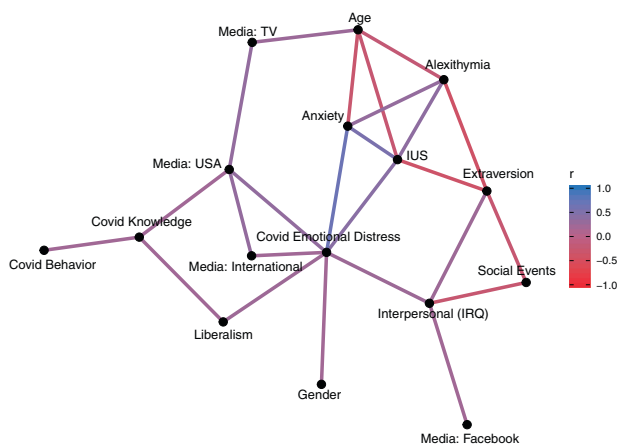 Age
Media: TV
Alexithymia
Anxiety
IUS
Media: USA
Extraversion
r
1.0
0.5
0.0
−0.5
−1.0
Covid Knowledge
Covid Emotional Distress
Covid Behavior
Media: International
Social Events
Interpersonal (IRQ)
Liberalism
Gender
Media: Facebook